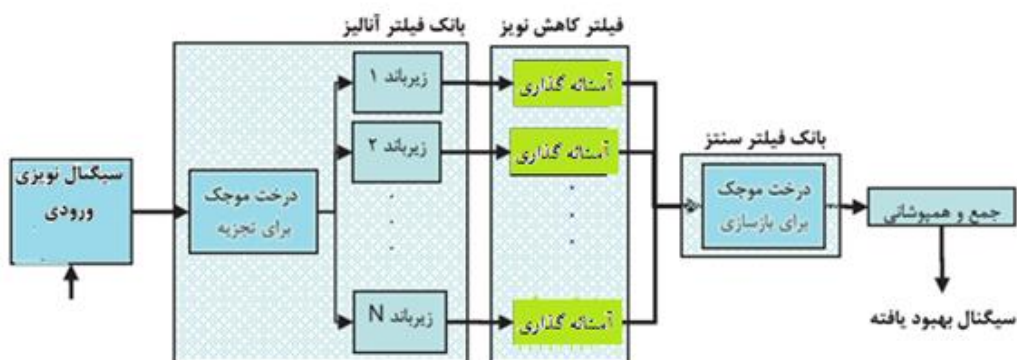 بانک فیلتر آنالیز
فیلتر کاهش نویز
بانک فیلتر سنتز
سیگنال نویزی
ورودی
درخت موجک
برای تجزیه
زیرباند ۱
زیرباند ۲
زیرباند N
آستانه گذاری
آستانه گذاری
آستانه گذاری
درخت موجک
برای بازسازی
جمع و همپوشانی
سیگنال بهبود یافته